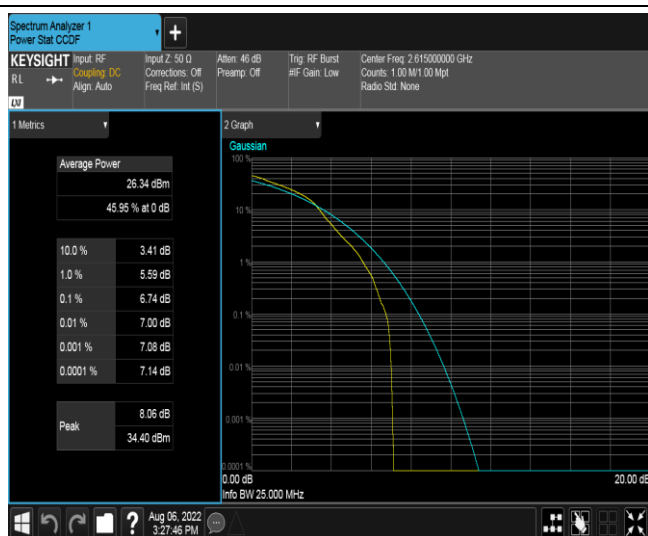 Spectrum Analyzer 1
Power Stat CCDF
+
KEYSIGHT
RL
LXI
Input: RF
Coupling: DC
Align: Auto
Input Z: 50 Ω
Corrections: Off
Freq Ref: Int (S)
Atten: 46 dB
Preamp: Off
Trig: RF Burst
#IF Gain: Low
Center Freq: 2.615000000 GHz
Counts: 1.00 M/1.00 Mpt
Radio Std: None
1 Metrics
Average Power
26.34 dBm
45.95 % at 0 dB
10.0 % 3.41 dB
1.0 % 5.59 dB
0.1 % 6.74 dB
0.01 % 7.00 dB
0.001 % 7.08 dB
0.0001 % 7.14 dB
Peak
8.06 dB
34.40 dBm
2 Graph
Gaussian
100 %
10 %
1 %
0.1 %
0.01 %
0.001 %
0.0001 %
0.00 dB 20.00 dB
Info BW 25.000 MHz
?
Aug 06, 2022
3:27:46 PM